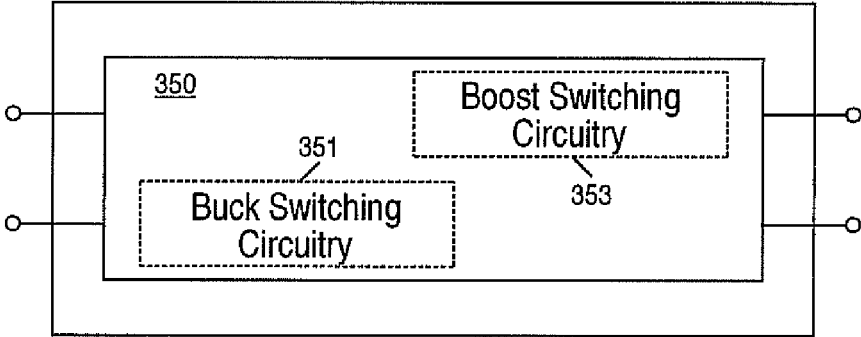 350
Boost Switching
Circuitry
353
351
Buck Switching
Circuitry